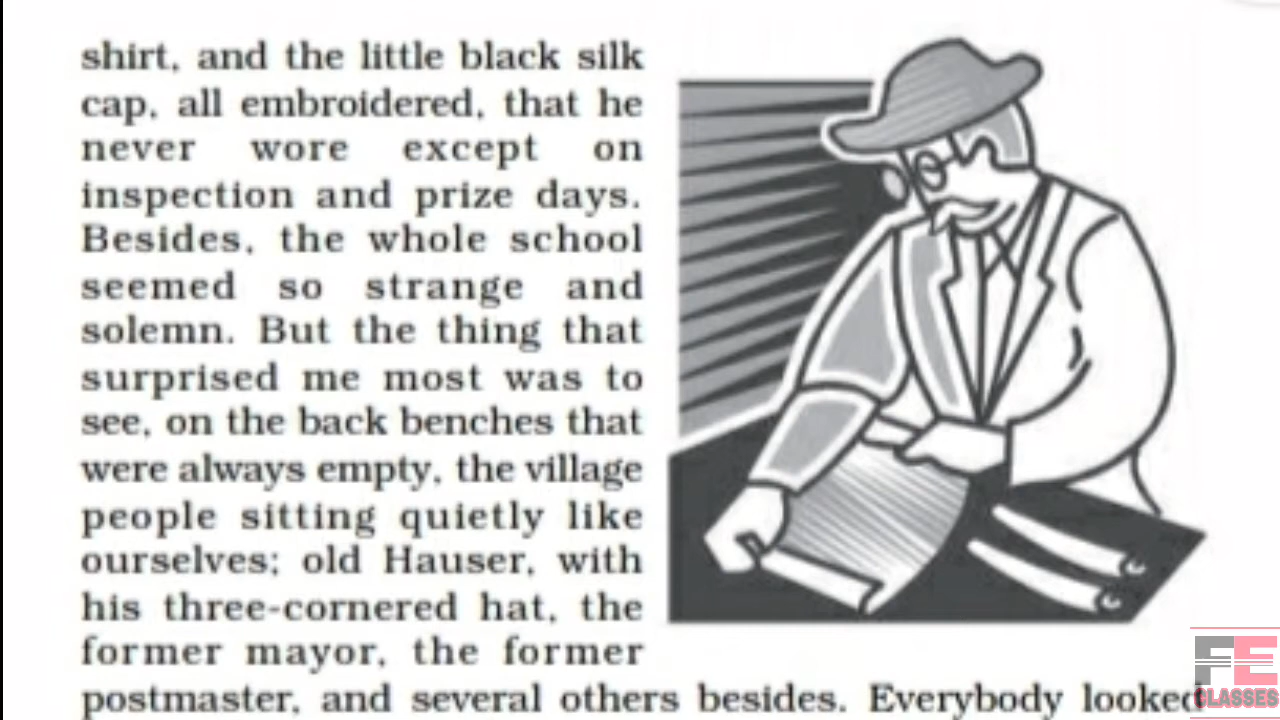 shirt, and the little black silk
cap, all embroidered, that he
never wore except on
inspection and prize days.
Besides, the whole school
seemed so strange and
solemn. But the thing that
surprised me most was to
see, on the back benches that
were always empty, the village
people sitting quietly like
ourselves; old Hauser, with
his three-cornered hat, the
former mayor, the former
postmaster, and several others besides. Everybody looked
FE
CLASSES